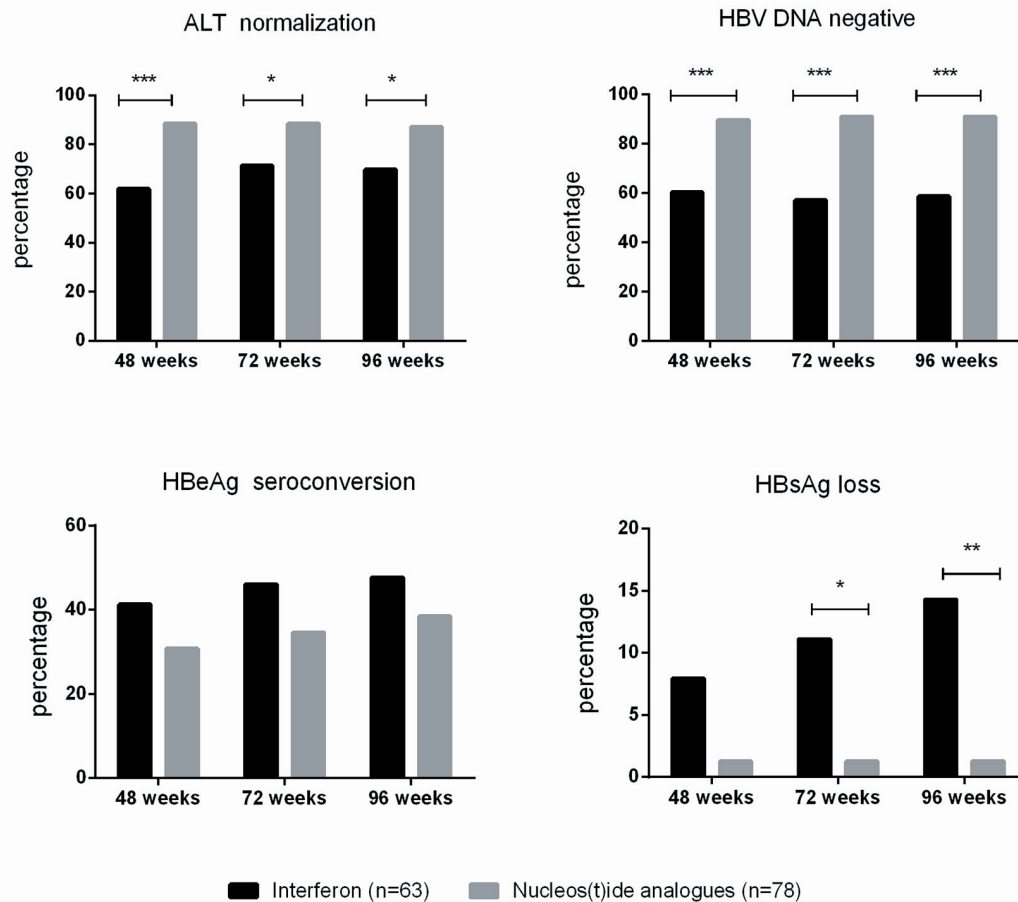 ALT normalization
*** * *
percentage
100
80
60
40
20
0
48 weeks 72 weeks 96 weeks
HBV DNA negative
*** *** ***
percentage
100
80
60
40
20
0
48 weeks 72 weeks 96 weeks
HBeAg seroconversion
percentage
60
40
20
0
48 weeks 72 weeks 96 weeks
HBsAg loss
* **
percentage
20
15
10
5
0
48 weeks 72 weeks 96 weeks
Interferon (n=63) Nucleos(t)ide analogues (n=78)